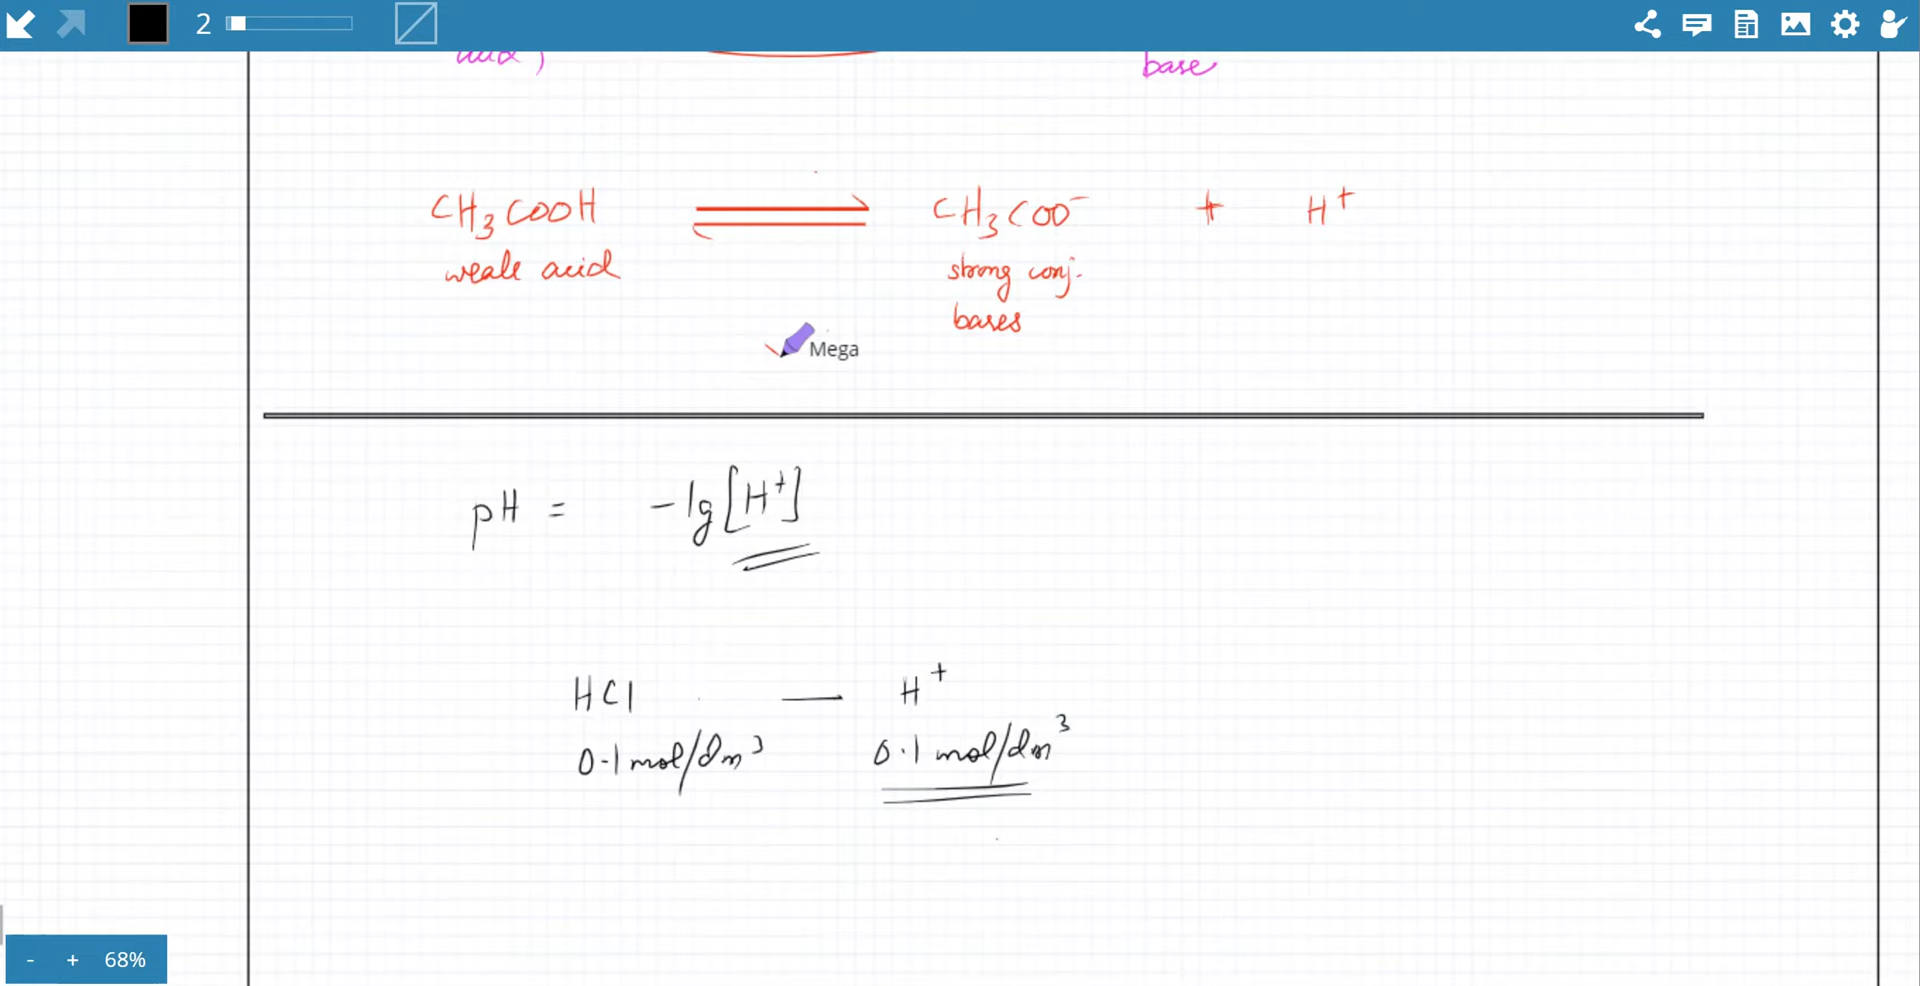 2
acid)
base
CH₃COOH ⇌ CH₃COO⁻ + H⁺
weak acid
strong conj.
bases
Mega
pH = -lg[H⁺]
HCl — H⁺
0.1 mol/dm³ 0.1 mol/dm³
- + 68%